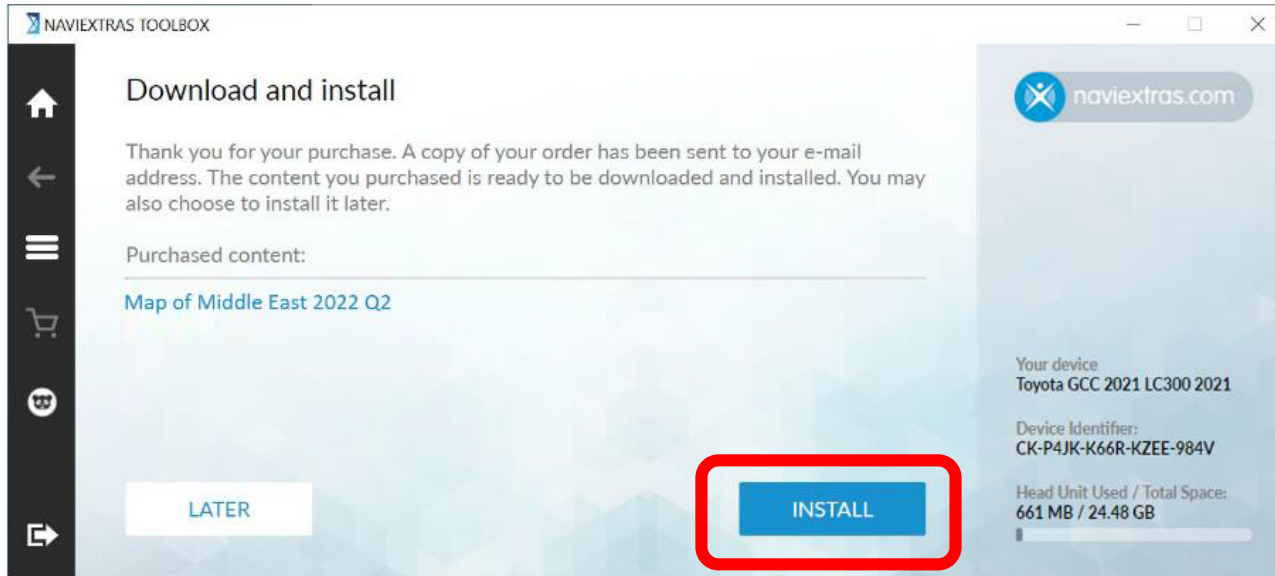 NAVIEXTRAS TOOLBOX
Download and install
Thank you for your purchase. A copy of your order has been sent to your e-mail
address. The content you purchased is ready to be downloaded and installed. You may
also choose to install it later.
Purchased content:
Map of Middle East 2022 Q2
LATER
INSTALL
naviextras.com
Your device
Toyota GCC 2021 LC300 2021
Device Identifier:
CK-P4JK-K66R-KZEE-984V
Head Unit Used / Total Space:
661 MB / 24.48 GB